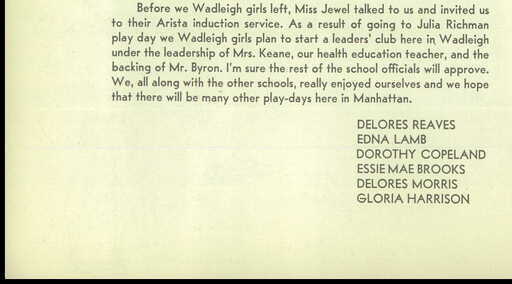 Before we Wadleigh girls left, Miss Jewel talked to us and invited us
to their Arista induction service. As a result of going to Julia Richman
play day we Wadleigh girls plan to start a leaders' club here in Wadleigh
under the leadership of Mrs. Keane, our health education teacher, and the
backing of Mr. Byron. I'm sure the rest of the school officials will approve.
We, all along with the other schools, really enjoyed ourselves and we hope
that there will be many other play-days here in Manhattan.
DELORES REAVES
EDNA LAMB
DOROTHY COPELAND
ESSIE MAE BROOKS
DELORES MORRIS
GLORIA HARRISON